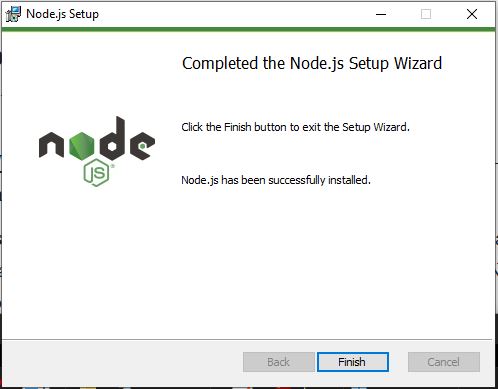 Node.js Setup
Completed the Node.js Setup Wizard
Click the Finish button to exit the Setup Wizard.
node
JS
Node.js has been successfully installed.
Back
Finish
Cancel